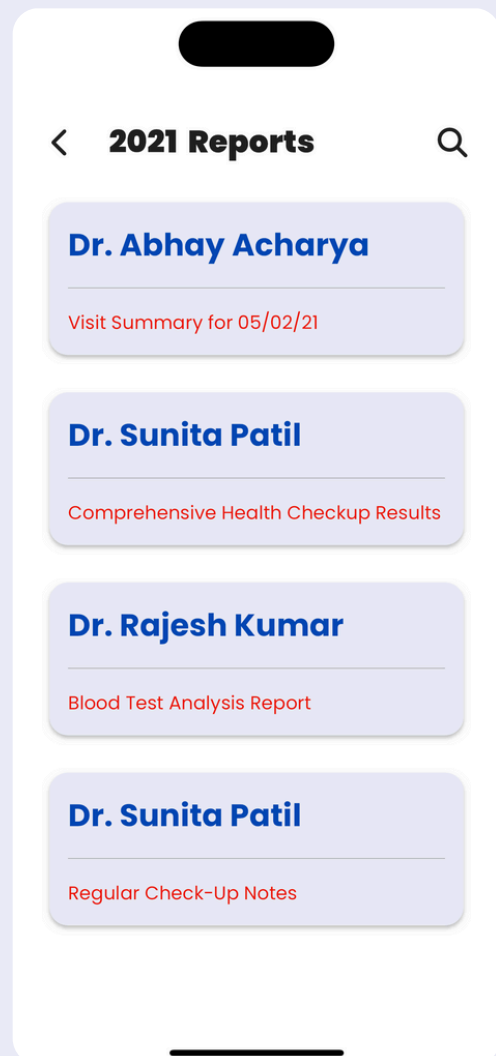 2021 Reports
Dr. Abhay Acharya
Visit Summary for 05/02/21
Dr. Sunita Patil
Comprehensive Health Checkup Results
Dr. Rajesh Kumar
Blood Test Analysis Report
Dr. Sunita Patil
Regular Check-Up Notes